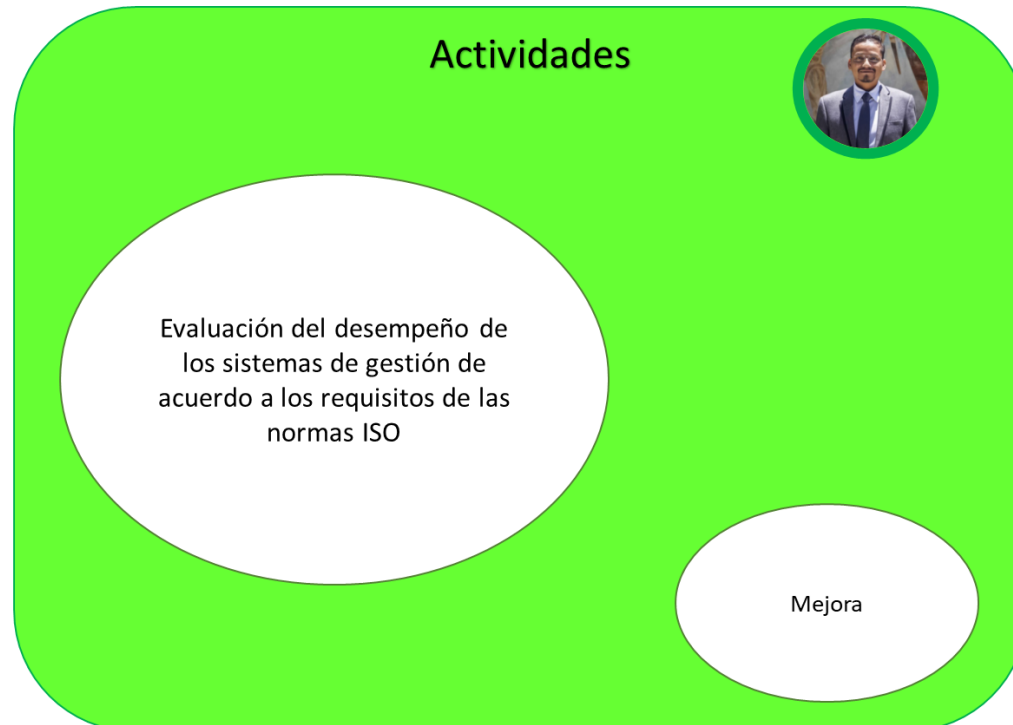 Actividades
Evaluación del desempeño de
los sistemas de gestión de
acuerdo a los requisitos de las
normas ISO
Mejora